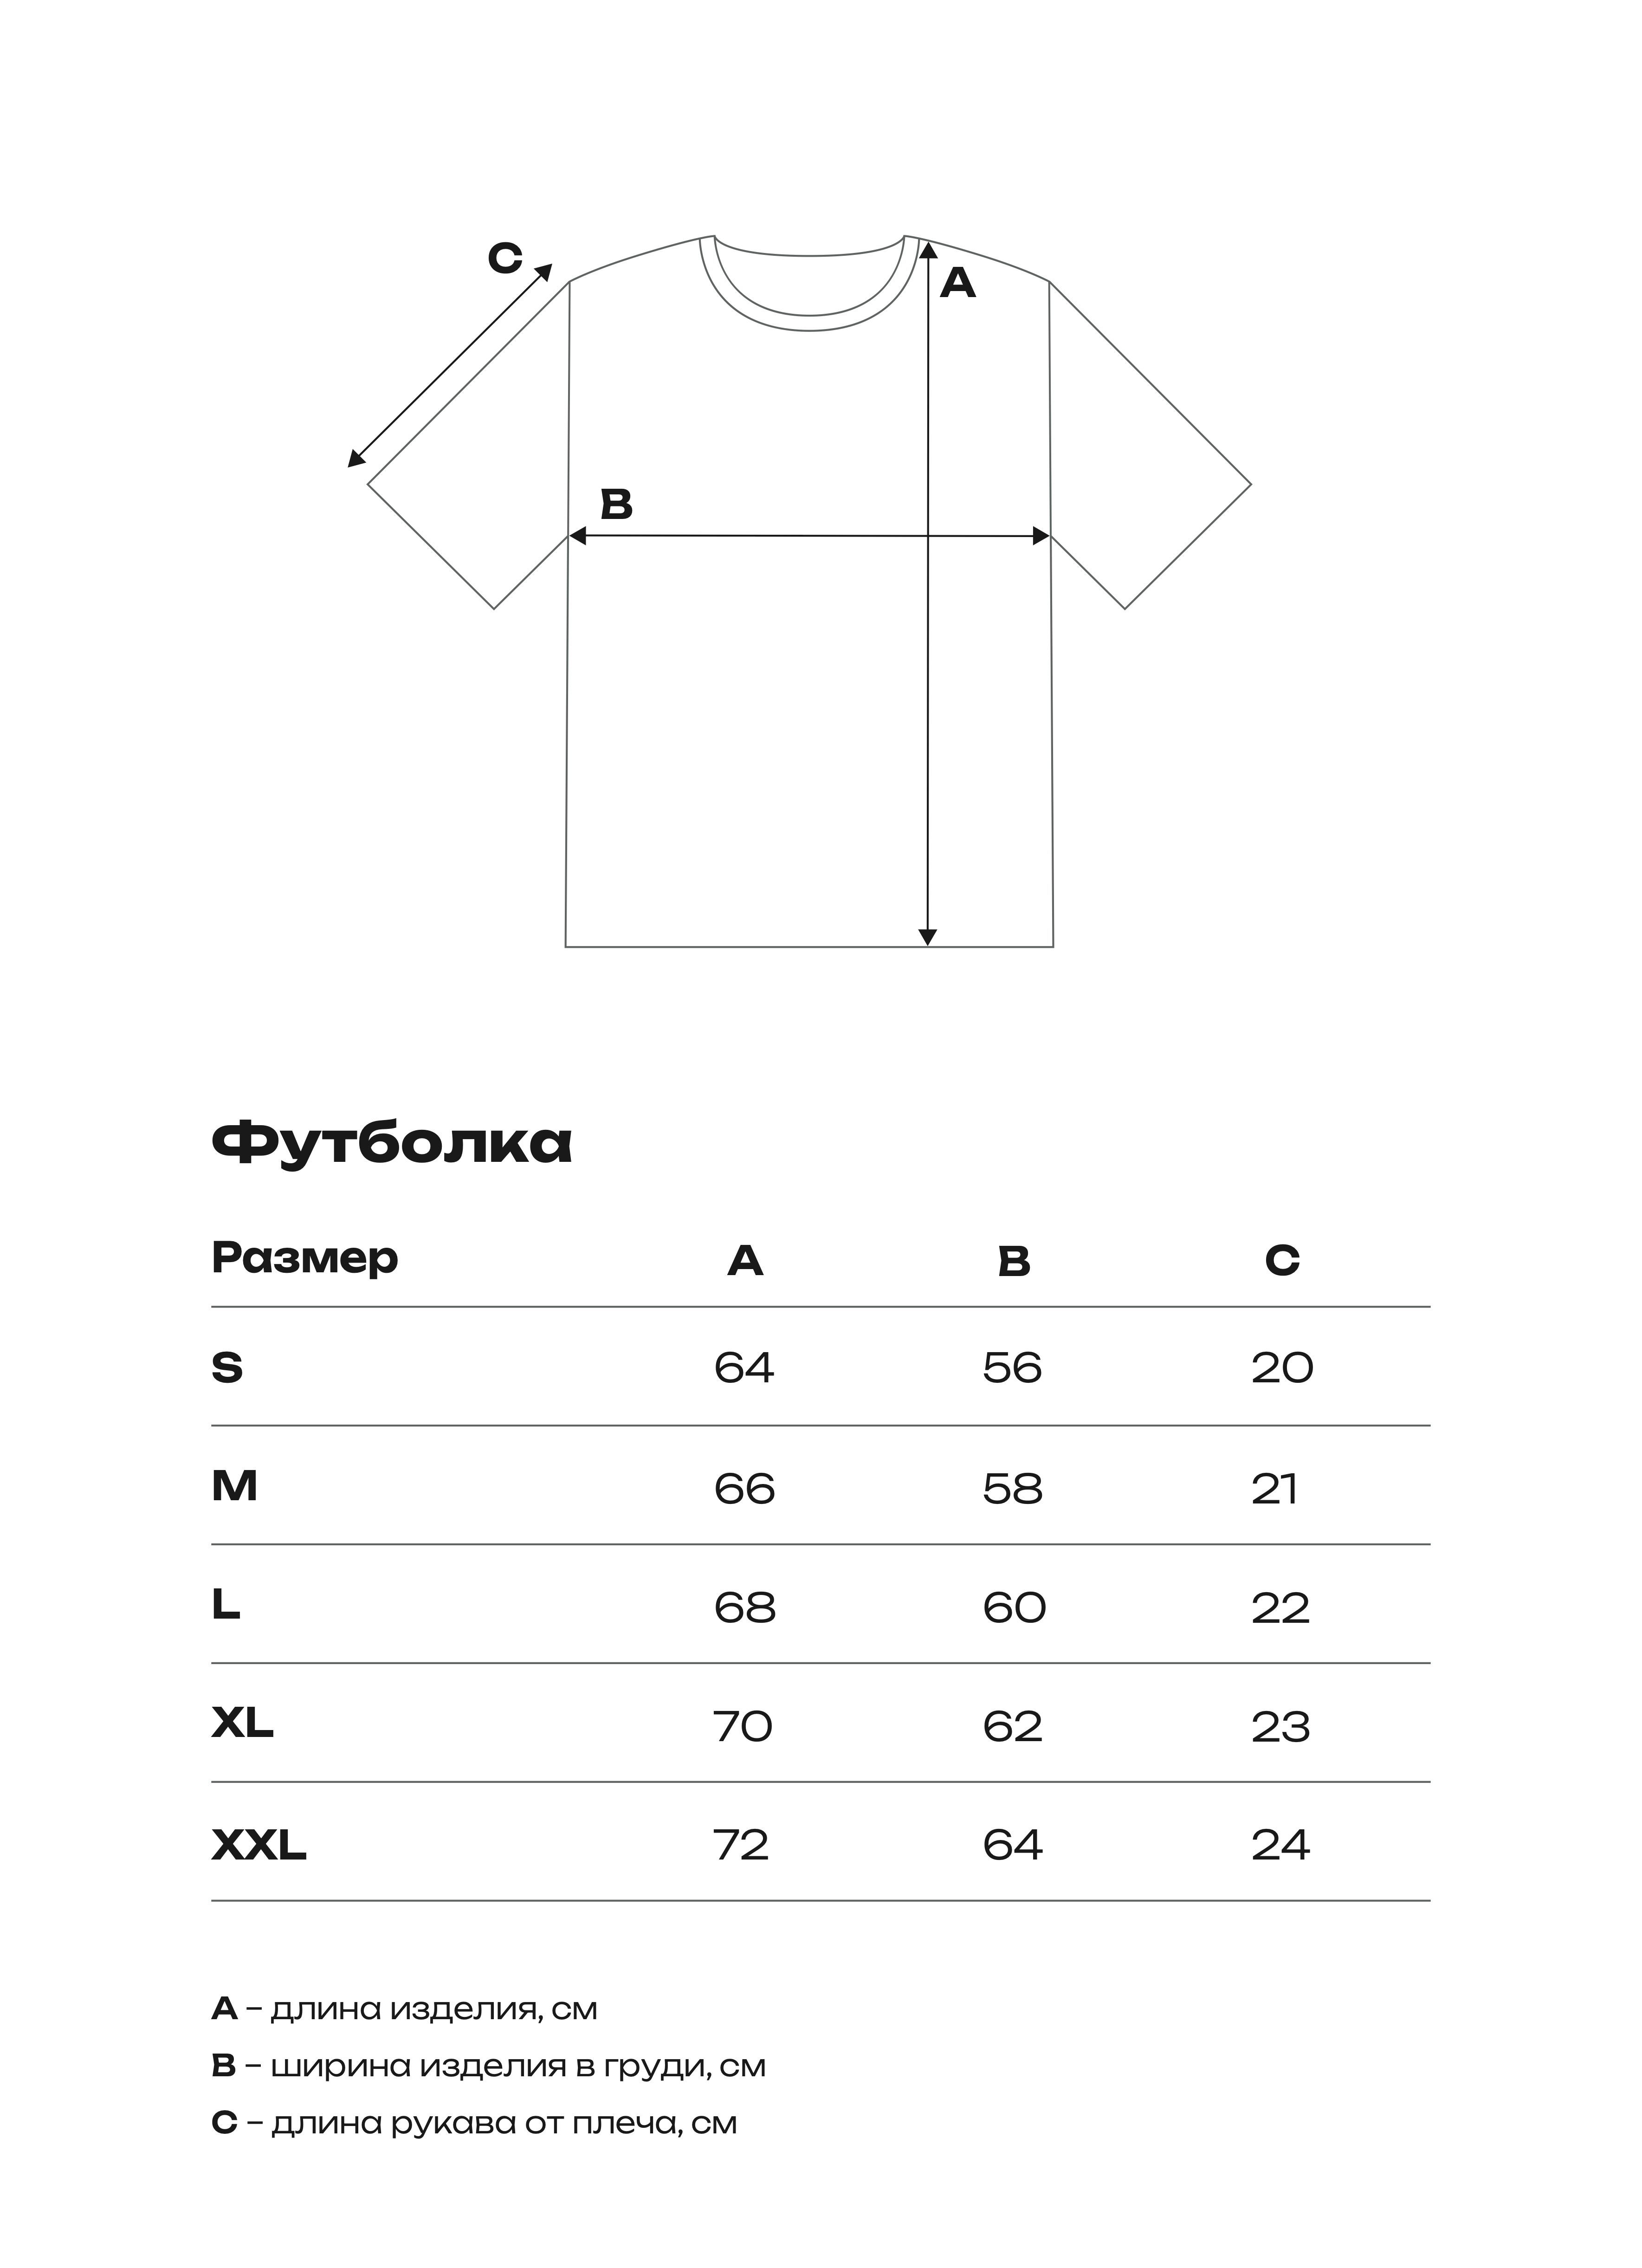 C
A
B
Футболка
Размер A B C
S 64 56 20
M 66 58 21
L 68 60 22
XL 70 62 23
XXL 72 64 24
A – длина изделия, см
B – ширина изделия в груди, см
C – длина рукава от плеча, см